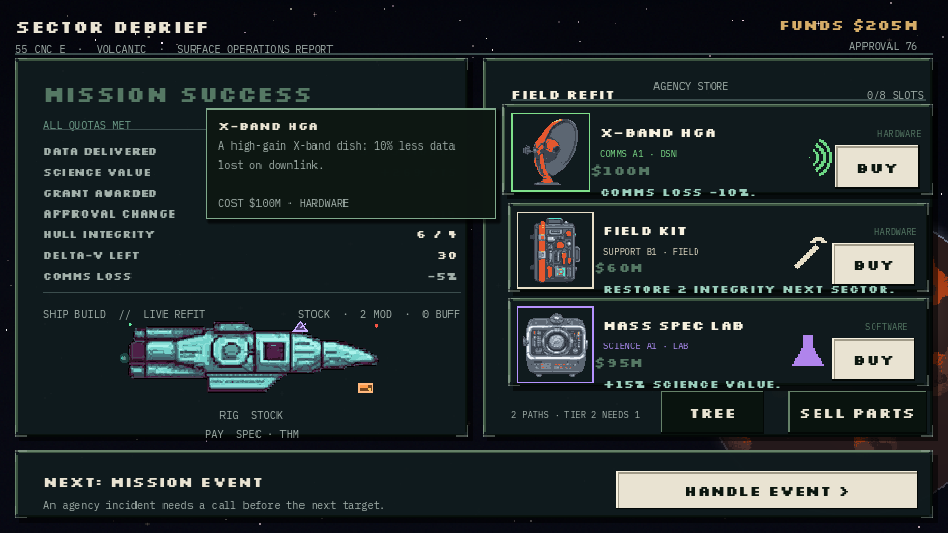 SECTOR DEBRIEF
55 CNC E · VOLCANIC · SURFACE OPERATIONS REPORT
FUNDS $205M
APPROVAL 76
MISSION SUCCESS
ALL QUOTAS MET
DATA DELIVERED
SCIENCE VALUE
GRANT AWARDED
APPROVAL CHANGE
HULL INTEGRITY 6 / 4
DELTA-V LEFT 30
COMMS LOSS -5%
X-BAND HGA
A high-gain X-band dish: 10% less data
lost on downlink.
COST $100M · HARDWARE
SHIP BUILD // LIVE REFIT STOCK · 2 MOD · 0 BUFF
RIG STOCK
PAY SPEC · THM
AGENCY STORE
FIELD REFIT 0/8 SLOTS
X-BAND HGA HARDWARE
COMMS A1 · DSN
$100M
COMMS LOSS -10%.
BUY
FIELD KIT HARDWARE
SUPPORT B1 · FIELD
$60M
RESTORE 2 INTEGRITY NEXT SECTOR.
BUY
MASS SPEC LAB SOFTWARE
SCIENCE A1 · LAB
$95M
+15% SCIENCE VALUE.
BUY
2 PATHS · TIER 2 NEEDS 1
TREE
SELL PARTS
NEXT: MISSION EVENT
An agency incident needs a call before the next target.
HANDLE EVENT >